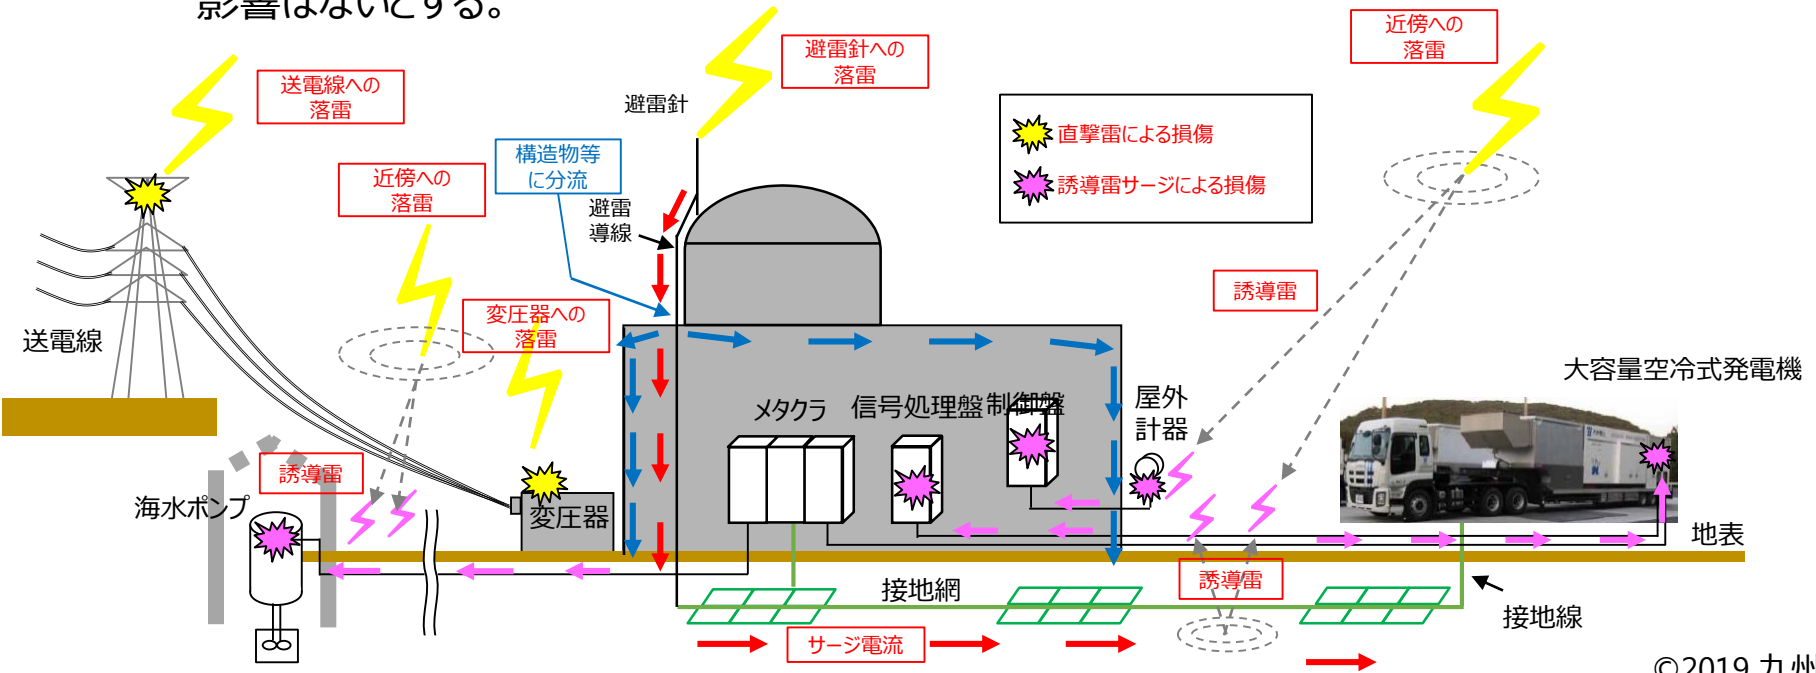 影響はないとする。
近傍への
落雷
避雷針への
落雷
送電線への
落雷
避雷針
直撃雷による損傷
構造物等
に分流
近傍への
落雷
誘導雷サージによる損傷
避雷
導線
誘導雷
変圧器への
落雷
送電線
大容量空冷式発電機
メタクラ
信号処理盤
制御盤
屋外
計器
誘導雷
海水ポンプ
変圧器
地表
誘導雷
接地網
接地線
サージ電流
©2019 九州